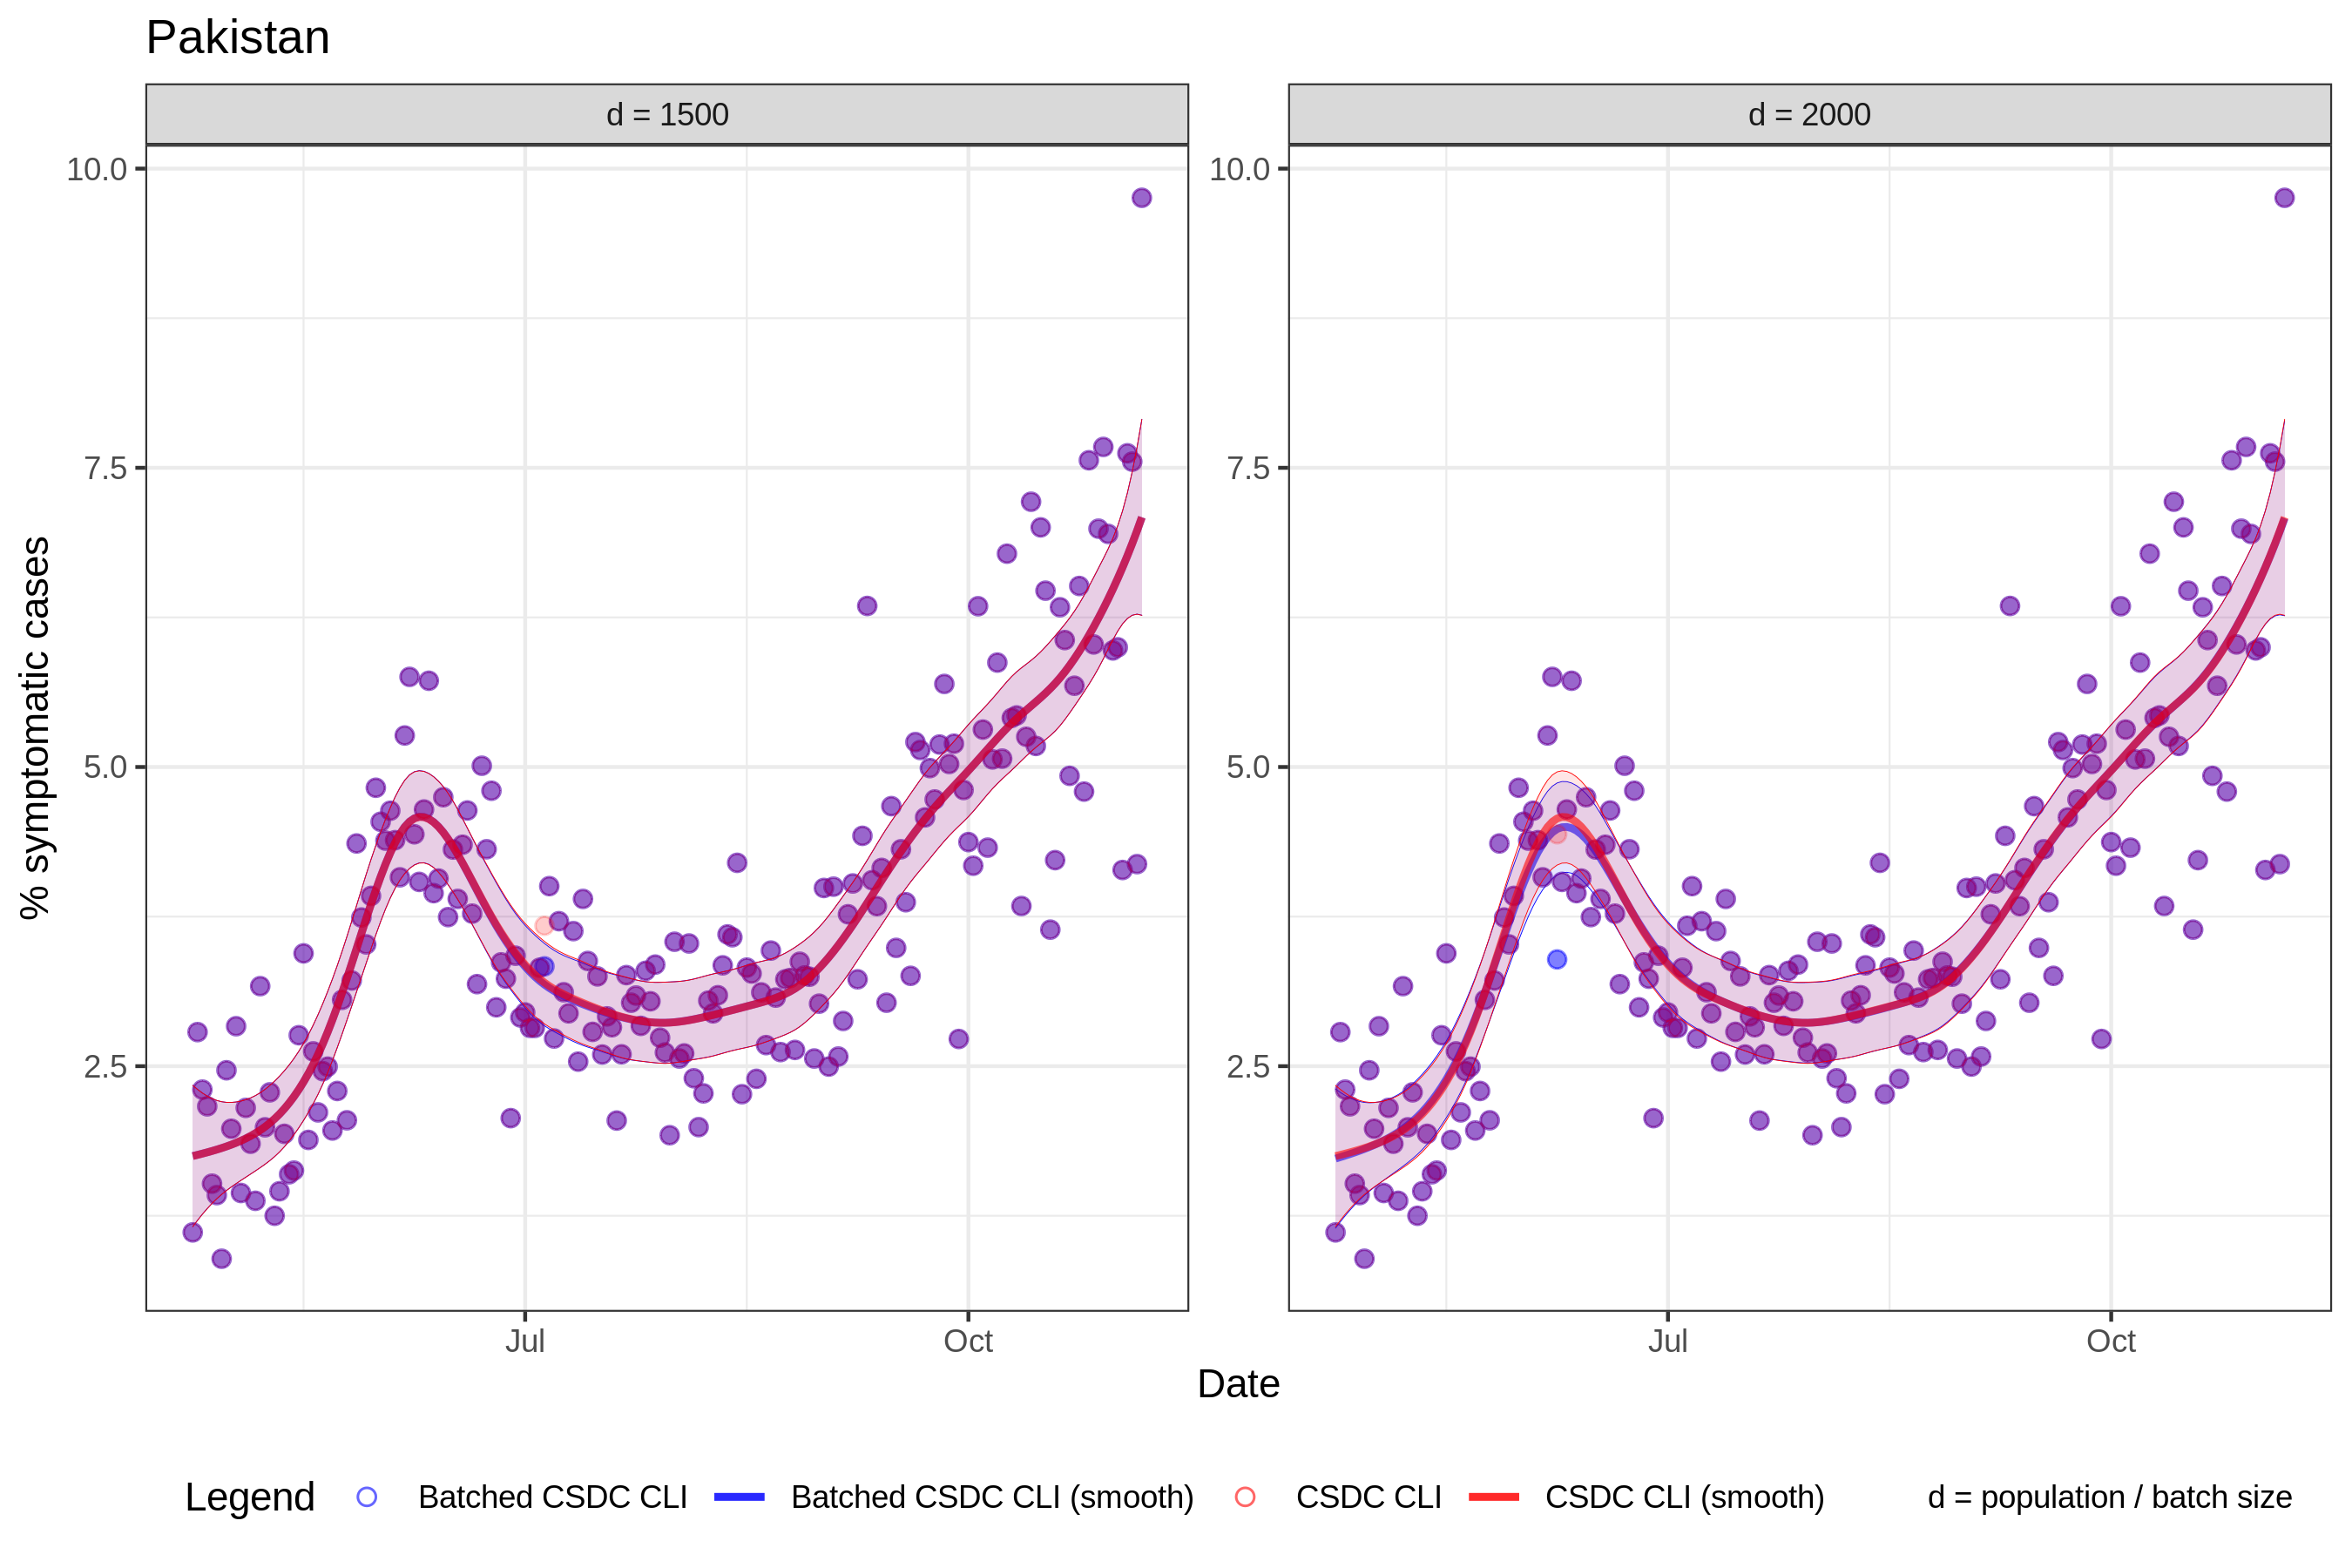 Pakistan
d = 1500
d = 2000
10.0
7.5
5.0
2.5
10.0
7.5
5.0
2.5
% symptomatic cases
Jul
Oct
Jul
Oct
Date
Legend Batched CSDC CLI Batched CSDC CLI (smooth) CSDC CLI CSDC CLI (smooth) d = population / batch size